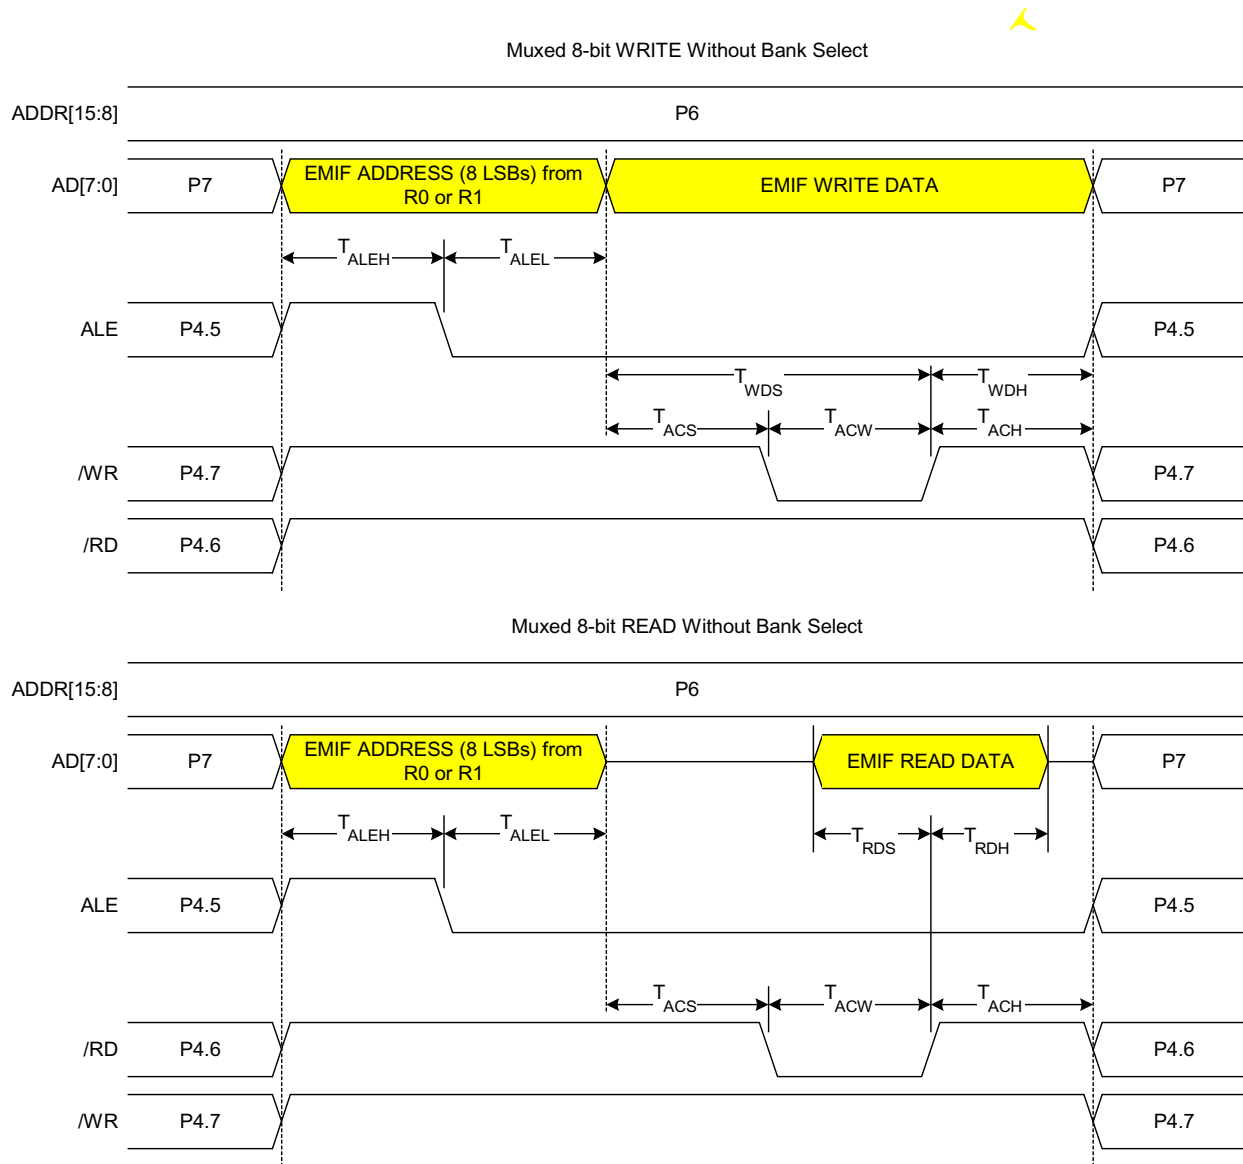 Muxed 8-bit WRITE Without Bank Select
ADDR[15:8] P6
AD[7:0] P7 EMIF ADDRESS (8 LSBs) from R0 or R1 EMIF WRITE DATA P7
TALEH TALEL
ALE P4.5 P4.5
TWDS TWDH
TACS TACW TACH
/WR P4.7 P4.7
/RD P4.6 P4.6
Muxed 8-bit READ Without Bank Select
ADDR[15:8] P6
AD[7:0] P7 EMIF ADDRESS (8 LSBs) from R0 or R1 EMIF READ DATA P7
TALEH TALEL TRDS TRDH
ALE P4.5 P4.5
TACS TACW TACH
/RD P4.6 P4.6
/WR P4.7 P4.7